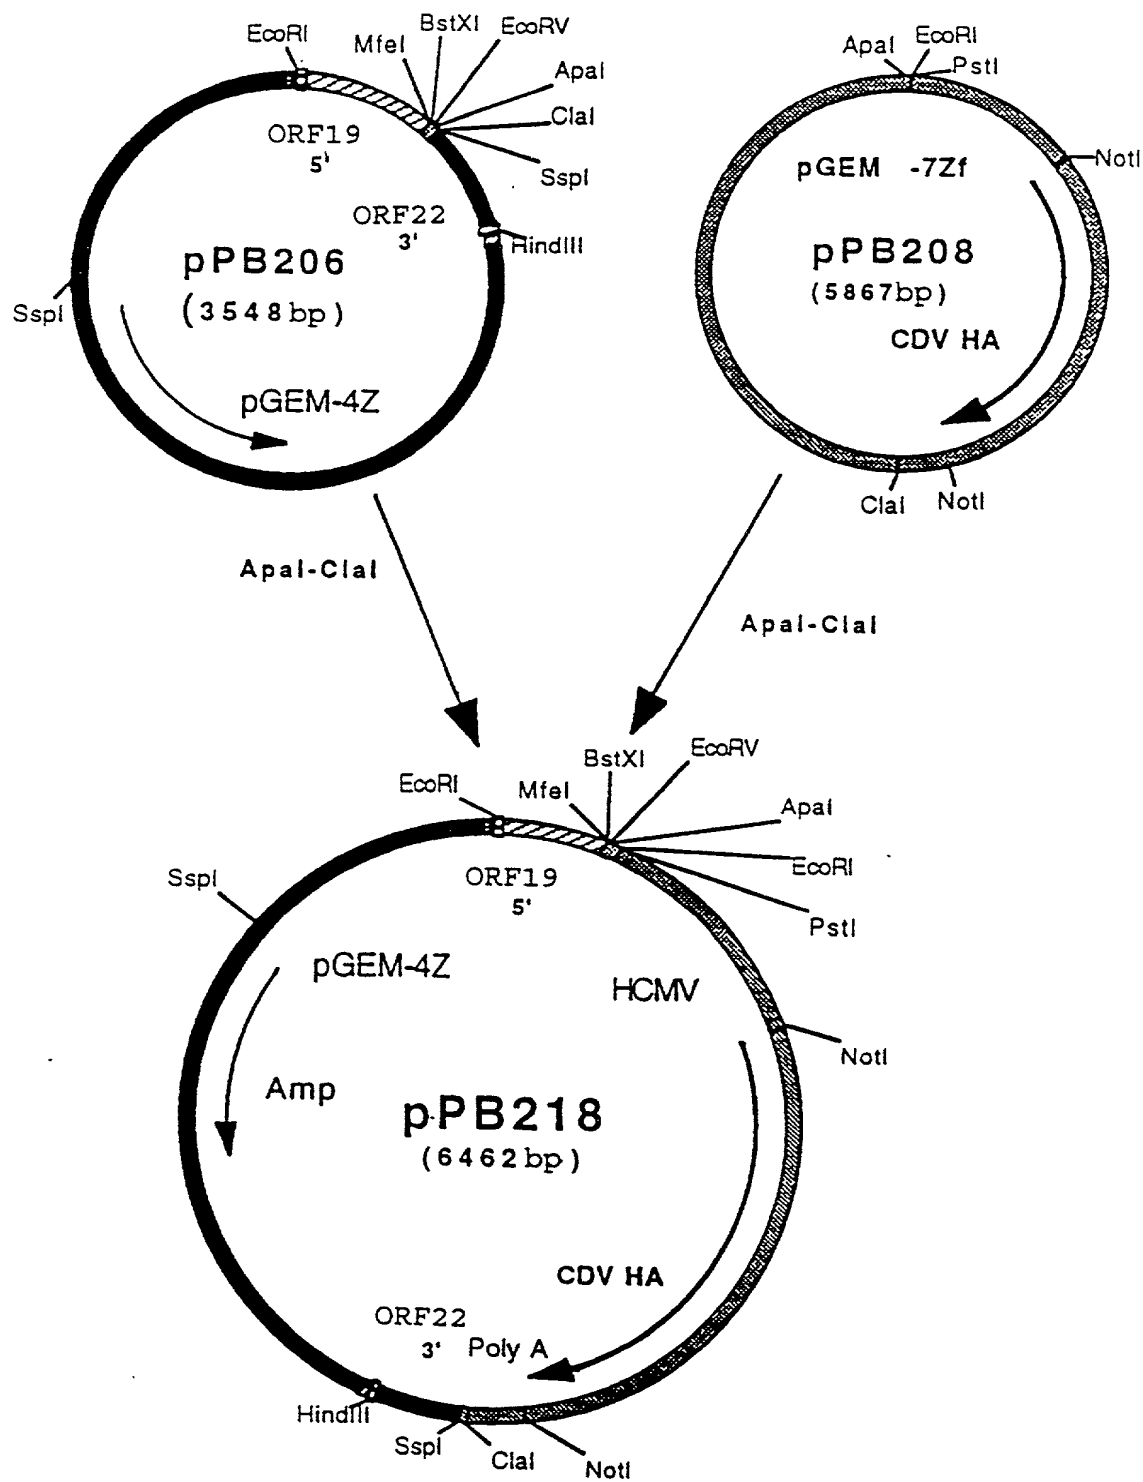 EcoRI
MfeI
BstXI
EcoRV
ApaI
ClaI
SspI
ORF19
5'
ORF22
3'
HindIII
pPB206
(3548bp)
SspI
pGEM-4Z
ApaI
EcoRI
PstI
NotI
pGEM -7Zf
pPB208
(5867bp)
CDV HA
ClaI
NotI
ApaI-ClaI
ApaI-ClaI
EcoRI
MfeI
BstXI
EcoRV
ApaI
EcoRI
PstI
SspI
ORF19
5'
pGEM-4Z
HCMV
NotI
Amp
pPB218
(6462bp)
CDV HA
ORF22
3' Poly A
HindIII
SspI
ClaI
NotI